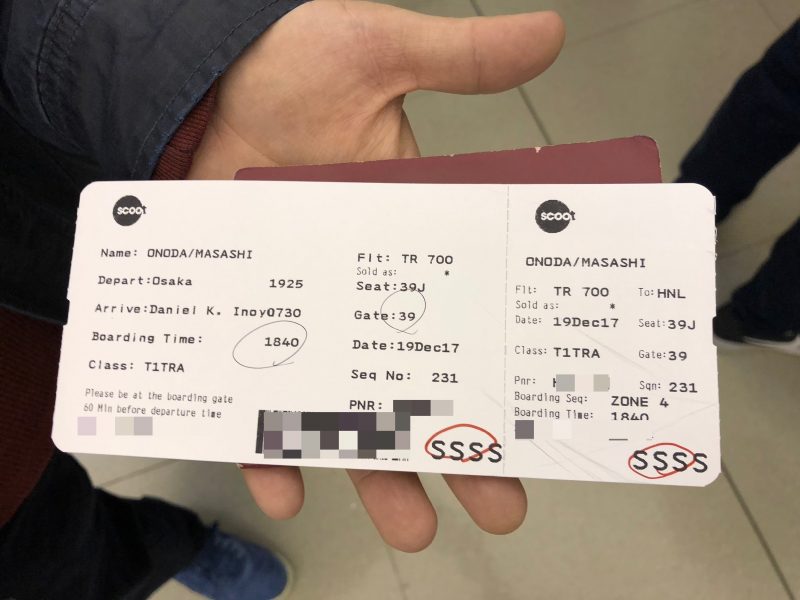 scoot
Name: ONODA/MASASHI
Depart:Osaka 1925
Arrive:Daniel K. Inoy0730
Boarding Time: 1840
Class: T1TRA
Please be at the boarding gate
60 Min before departure time
Flt: TR 700
Sold as: *
Seat:39J
Gate:39
Date:19Dec17
Seq No: 231
PNR:
SSSS
scoot
ONODA/MASASHI
Flt: TR 700 To:HNL
Sold as: *
Date: 19Dec17 Seat:39J
Class: T1TRA Gate:39
Pnr: Sqn: 231
Boarding Seq: ZONE 4
Boarding Time: 1840
SSSS